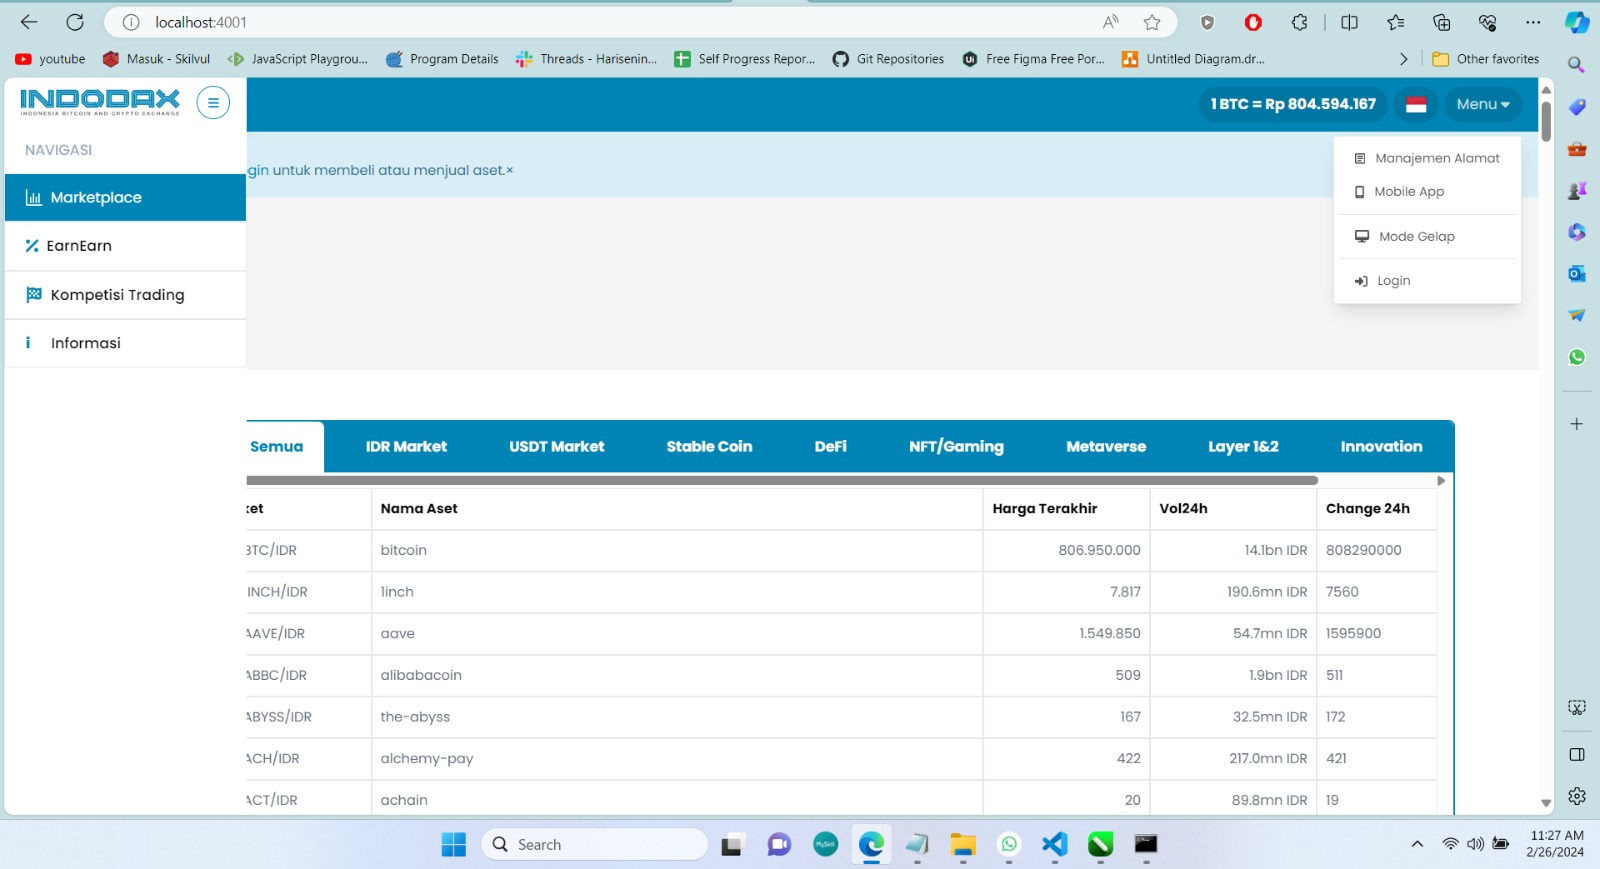 localhost:4001
youtube
Masuk - Skilvul
JavaScript Playgrou...
Program Details
Threads - Harisenin...
Self Progress Repor...
Git Repositories
Free Figma Free Por...
Untitled Diagram.dr...
Other favorites
INDODAX
INDONESIA BITCOIN AND CRYPTO EXCHANGE
1 BTC = Rp 804.594.167
Menu
NAVIGASI
Marketplace
EarnEarn
Kompetisi Trading
i Informasi
gin untuk membeli atau menjual aset.×
Manajemen Alamat
Mobile App
Mode Gelap
Login
Semua IDR Market USDT Market Stable Coin DeFi NFT/Gaming Metaverse Layer 1&2 Innovation
ket Nama Aset Harga Terakhir Vol24h Change 24h
BTC/IDR bitcoin 806.950.000 14.1bn IDR 808290000
INCH/IDR 1inch 7.817 190.6mn IDR 7560
AAVE/IDR aave 1.549.850 54.7mn IDR 1595900
ABBC/IDR alibabacoin 509 1.9bn IDR 511
ABYSS/IDR the-abyss 167 32.5mn IDR 172
ACH/IDR alchemy-pay 422 217.0mn IDR 421
ACT/IDR achain 20 89.8mn IDR 19
Search
MySkill
11:27 AM
2/26/2024